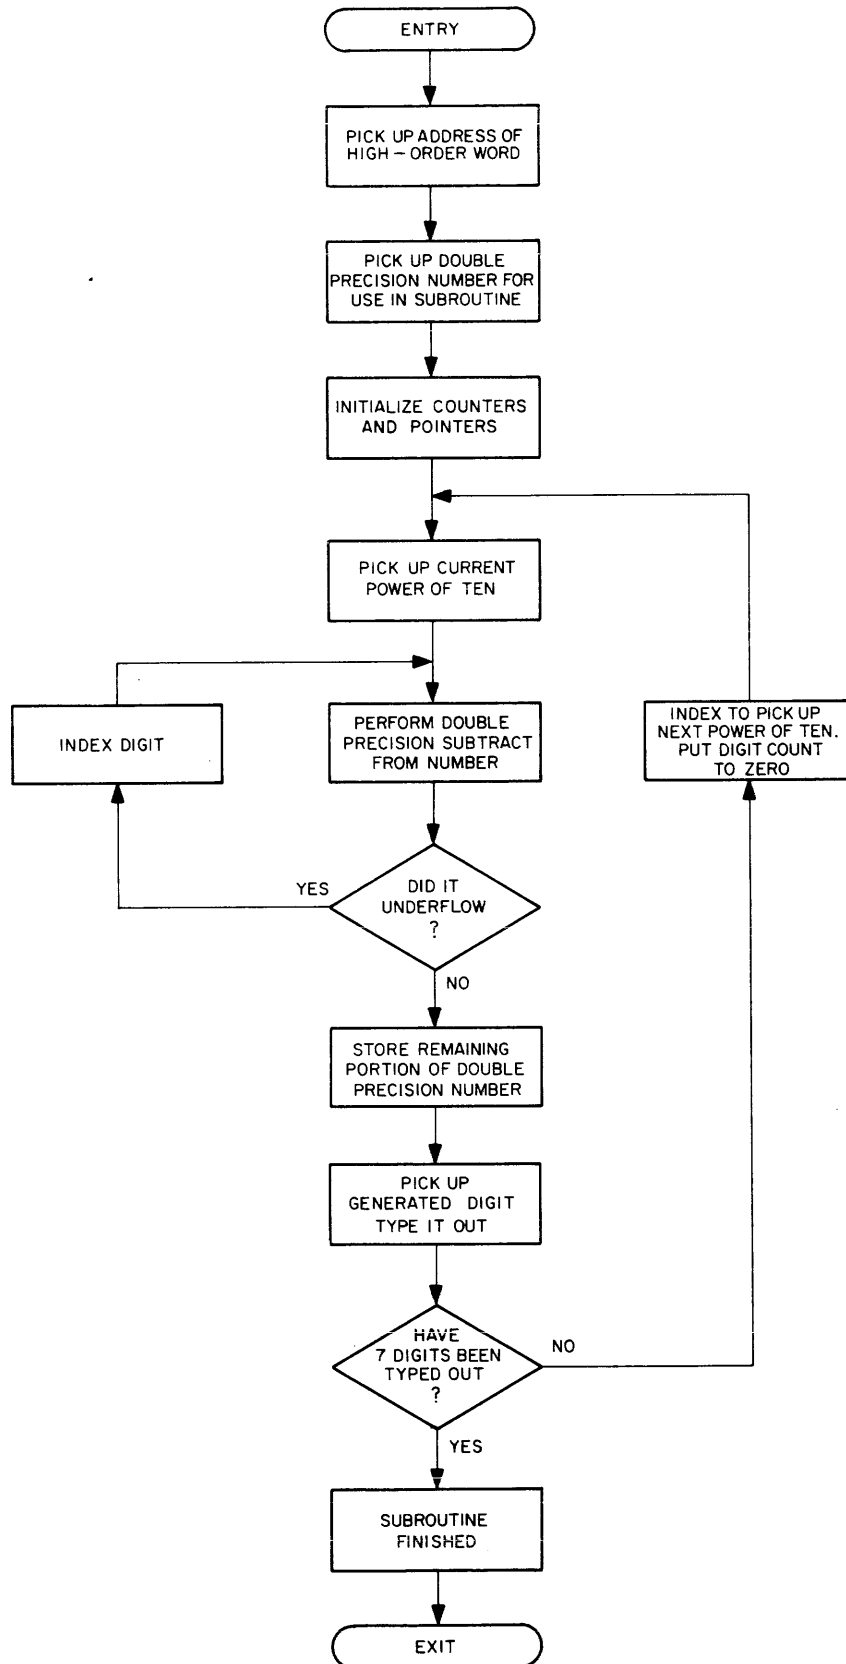 ENTRY
PICK UP ADDRESS OF
HIGH – ORDER WORD
PICK UP DOUBLE
PRECISION NUMBER FOR
USE IN SUBROUTINE
INITIALIZE COUNTERS
AND POINTERS
PICK UP CURRENT
POWER OF TEN
INDEX DIGIT
PERFORM DOUBLE
PRECISION SUBTRACT
FROM NUMBER
INDEX TO PICK UP
NEXT POWER OF TEN.
PUT DIGIT COUNT
TO ZERO
YES
DID IT
UNDERFLOW
?
NO
STORE REMAINING
PORTION OF DOUBLE
PRECISION NUMBER
PICK UP
GENERATED DIGIT
TYPE IT OUT
HAVE
7 DIGITS BEEN
TYPED OUT
?
NO
YES
SUBROUTINE
FINISHED
EXIT